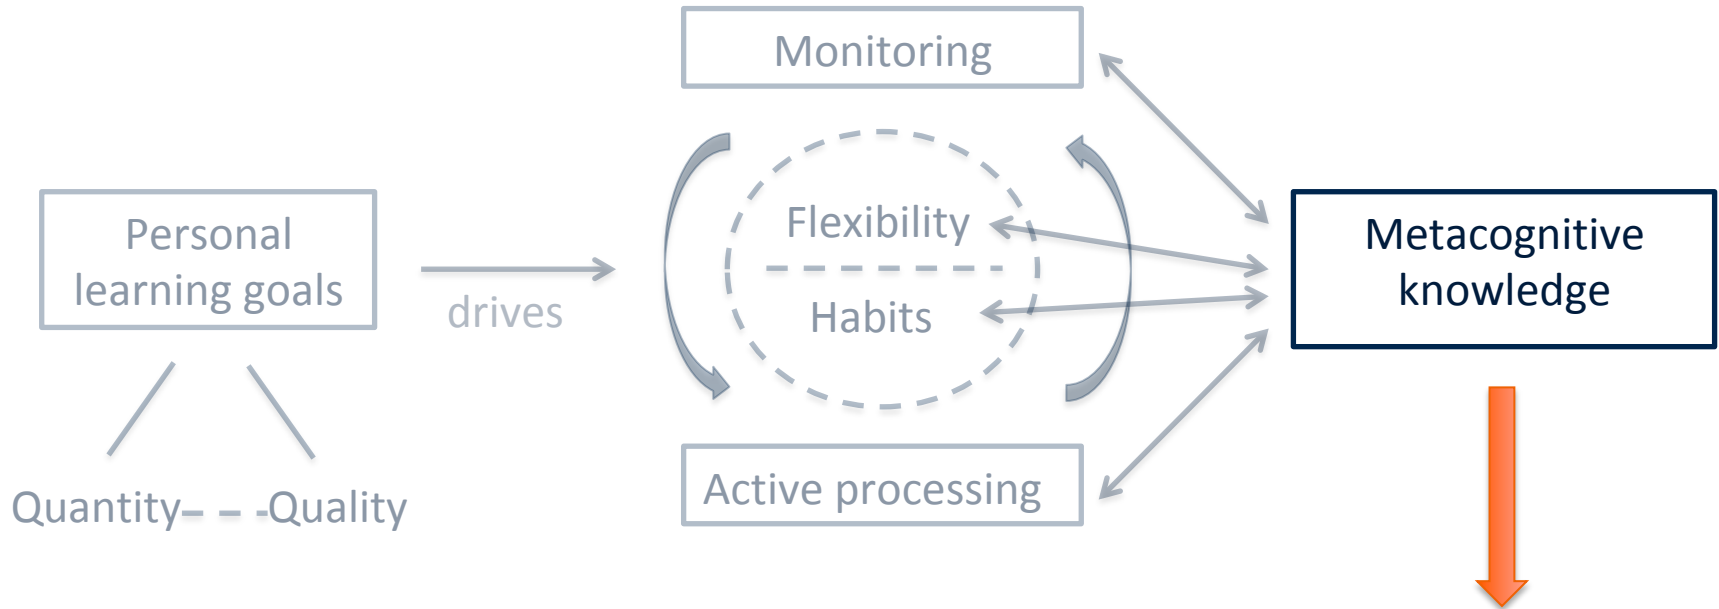 Monitoring
Personal
learning goals
drives
Flexibility
Habits
Metacognitive
knowledge
Active processing
Quantity
Quality